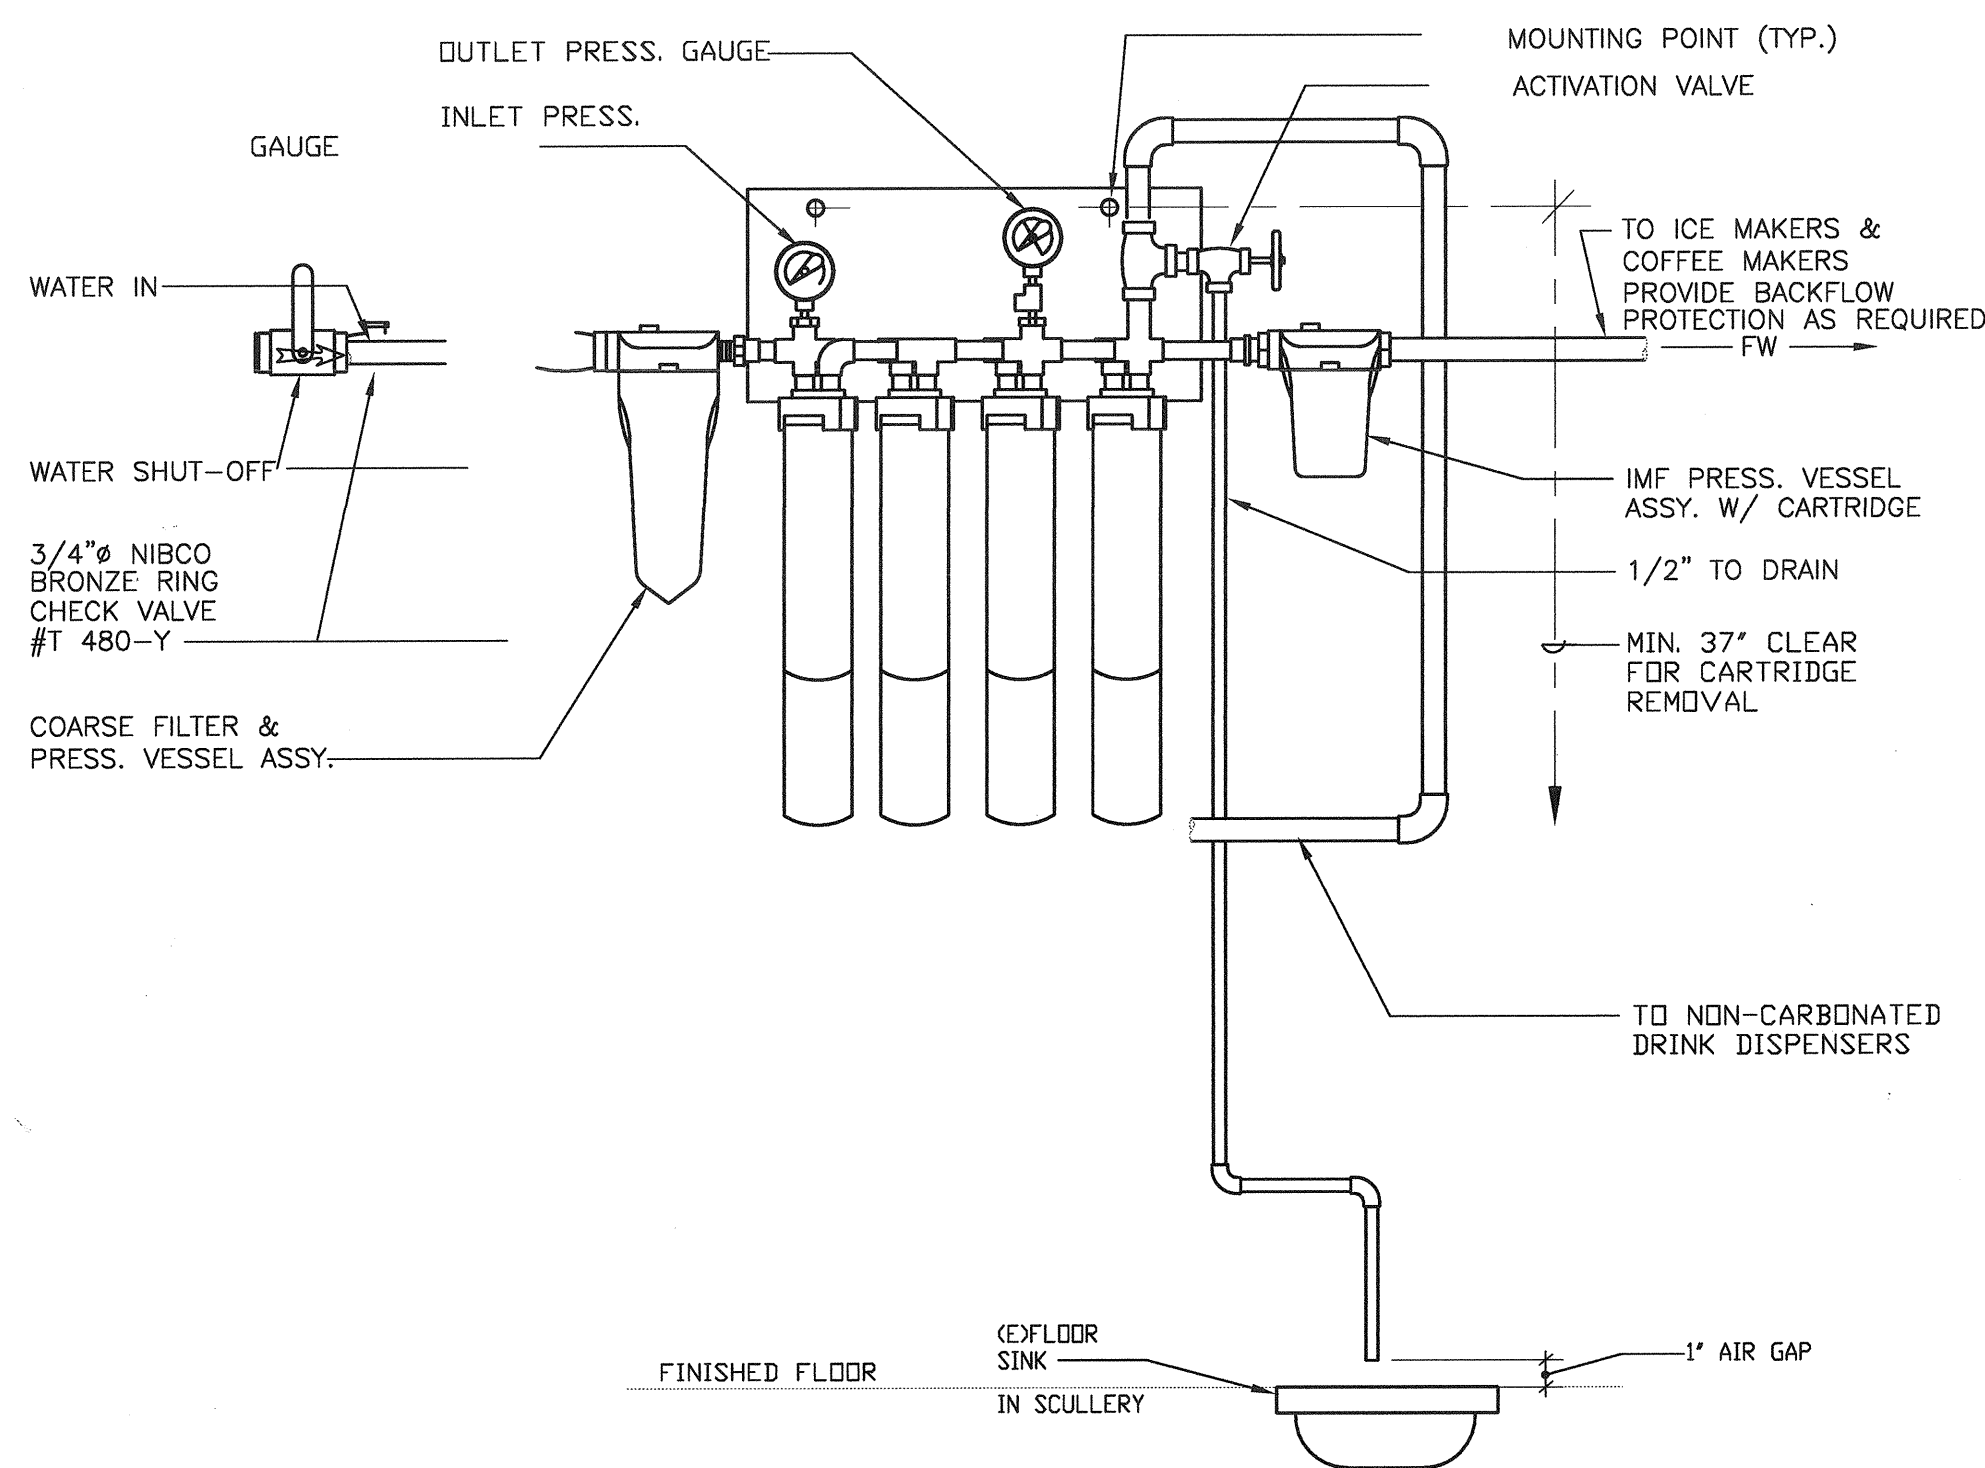 OUTLET PRESS. GAUGE
INLET PRESS.
GAUGE
WATER IN
WATER SHUT-OFF
3/4"ø NIBCO
BRONZE RING
CHECK VALVE
#T 480-Y
COARSE FILTER &
PRESS. VESSEL ASSY.
MOUNTING POINT (TYP.)
ACTIVATION VALVE
TO ICE MAKERS &
COFFEE MAKERS
PROVIDE BACKFLOW
PROTECTION AS REQUIRED
FW
IMF PRESS. VESSEL
ASSY. W/ CARTRIDGE
1/2" TO DRAIN
MIN. 37" CLEAR
FOR CARTRIDGE
REMOVAL
TO NON-CARBONATED
DRINK DISPENSERS
(E)FLOOR
SINK
IN SCULLERY
FINISHED FLOOR
1" AIR GAP